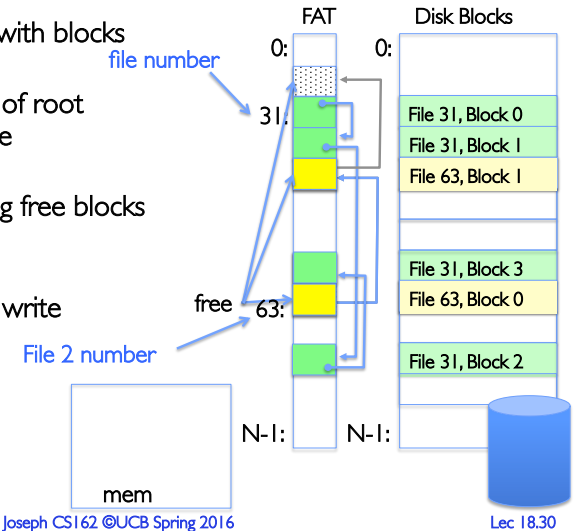 FAT
Disk Blocks
with blocks
0:
0:
file number
of root
31:
File 31, Block 0
e
File 31, Block 1
File 63, Block 1
g free blocks
File 31, Block 3
write
free
63:
File 63, Block 0
File 2 number
File 31, Block 2
N-1:
N-1:
mem
Joseph CS162 ©UCB Spring 2016
Lec 18.30